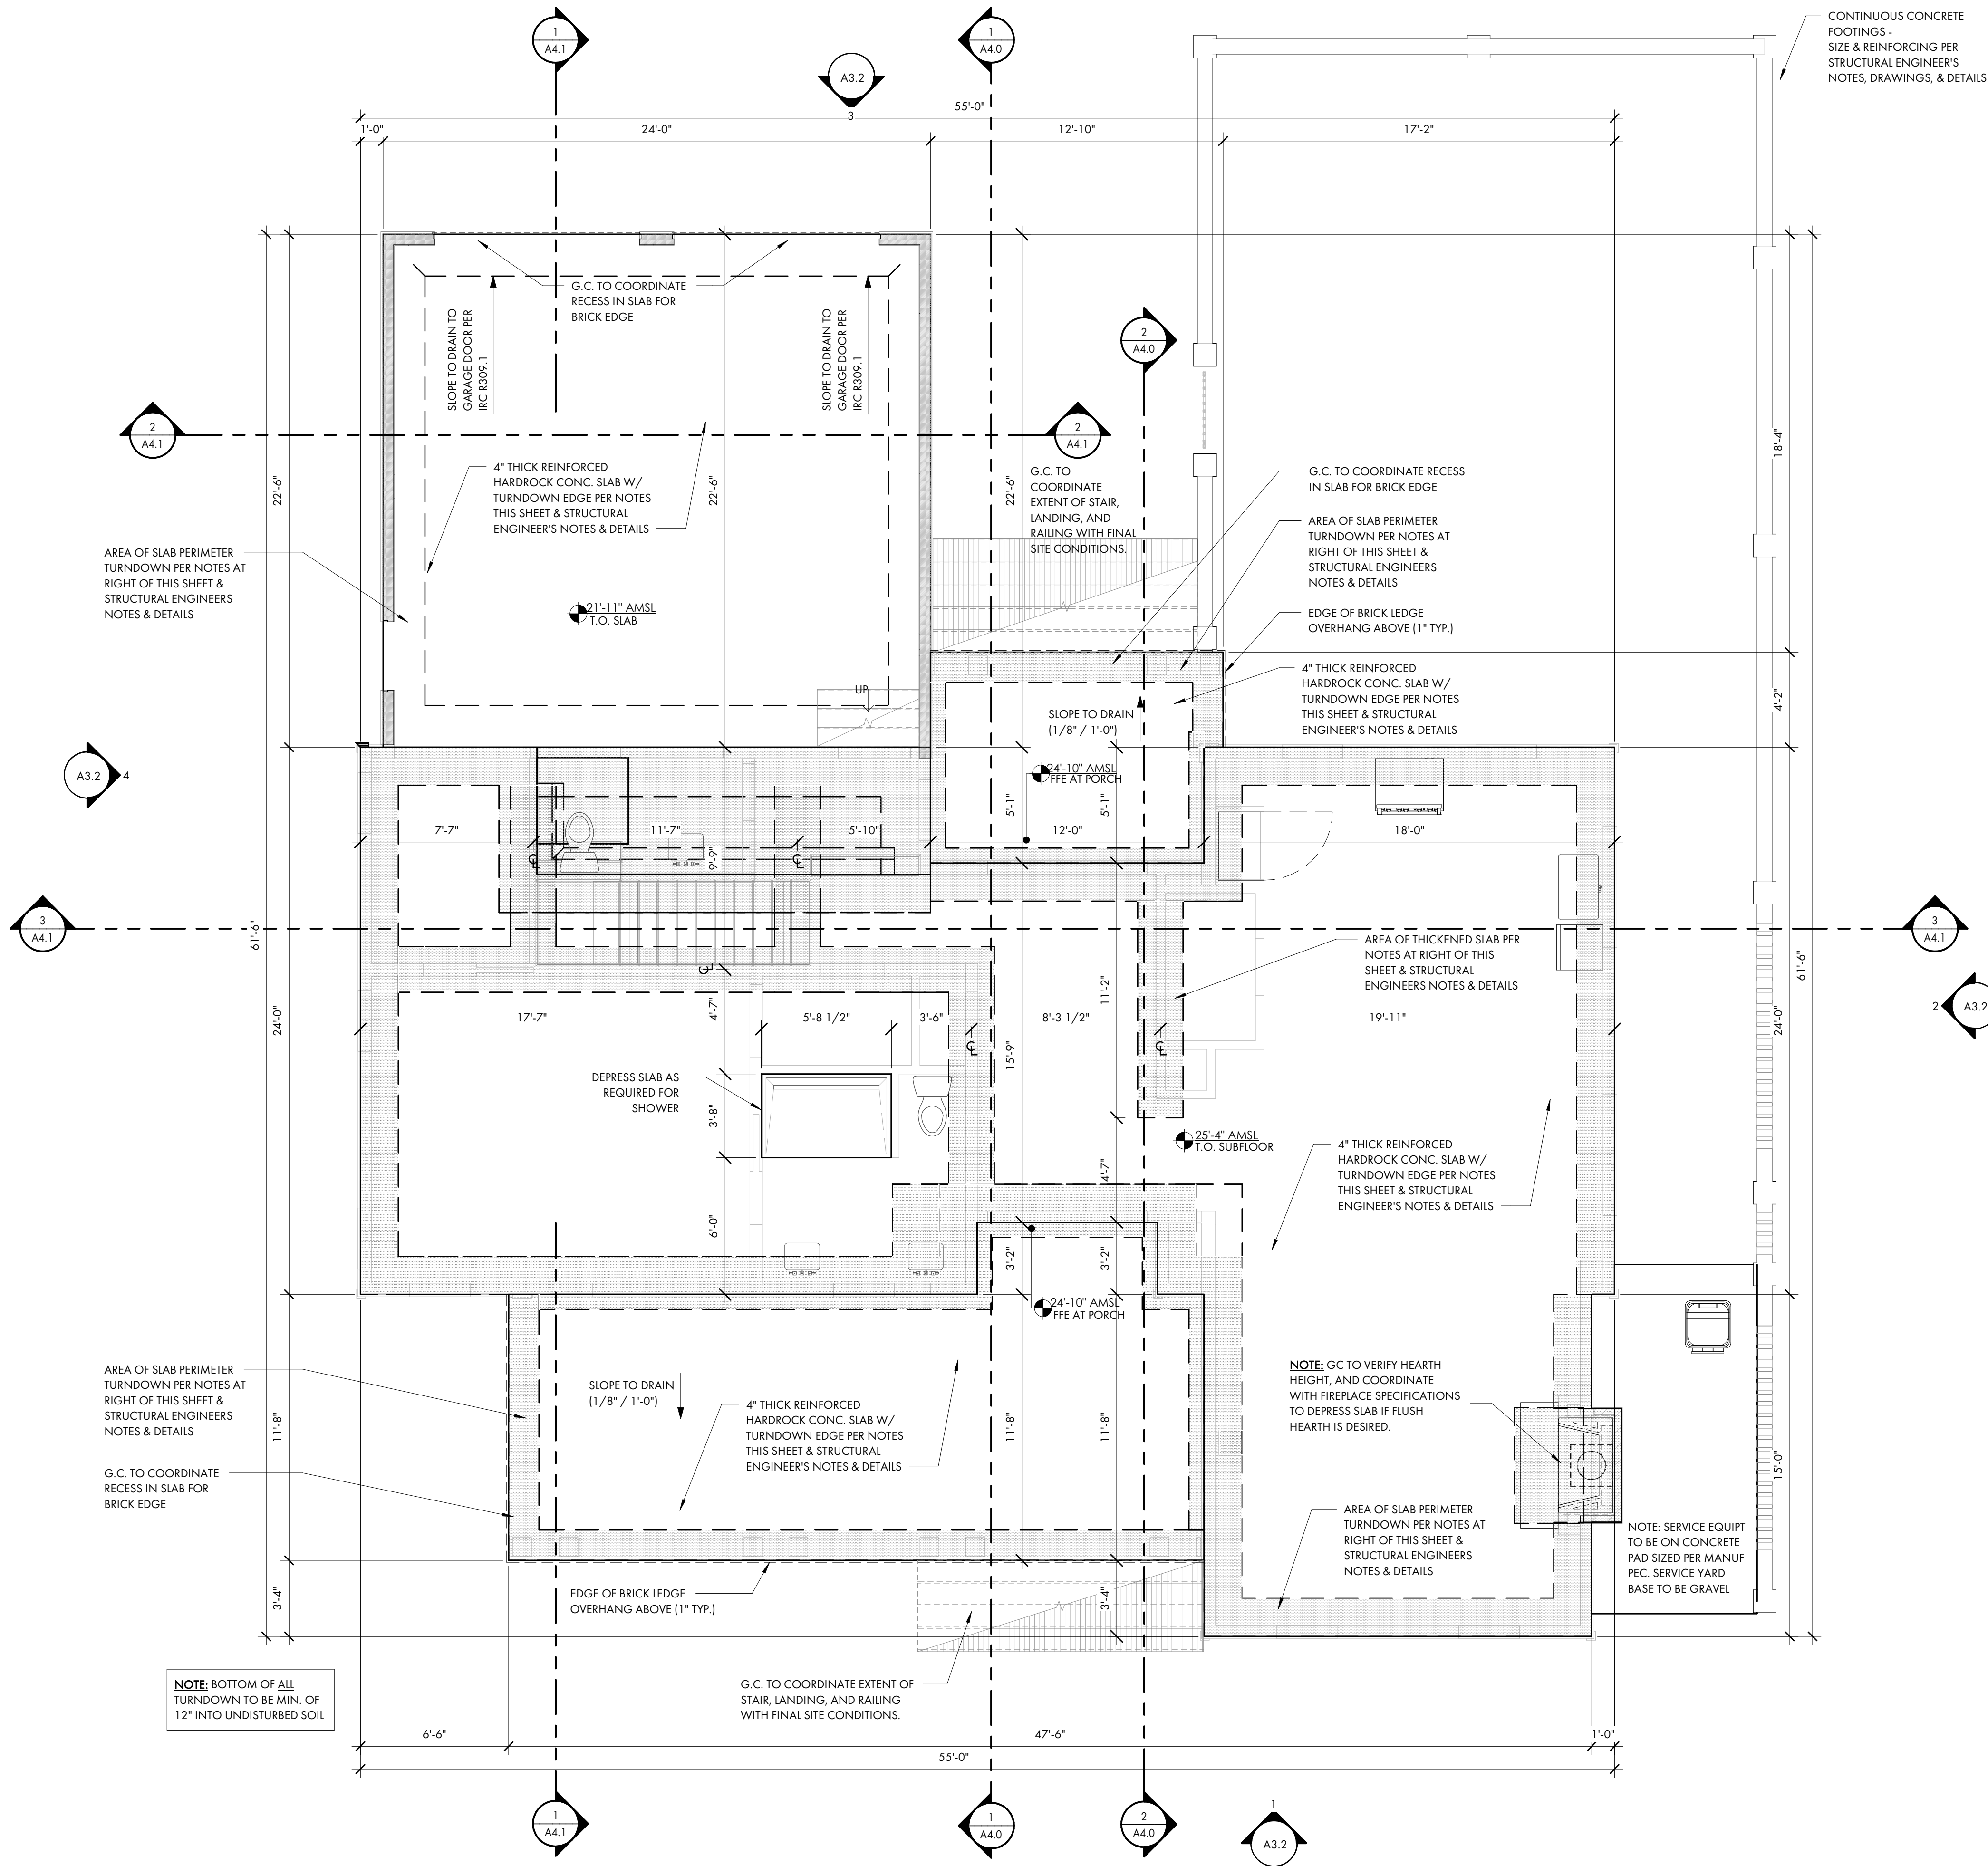 1
A4.1
1
A4.0
A3.2
3
CONTINUOUS CONCRETE
FOOTINGS -
SIZE & REINFORCING PER
STRUCTURAL ENGINEER'S
NOTES, DRAWINGS, & DETAILS
55'-0"
1'-0"
24'-0"
12'-10"
17'-2"
G.C. TO COORDINATE
RECESS IN SLAB FOR
BRICK EDGE
SLOPE TO DRAIN TO
GARAGE DOOR PER
IRC R309.1
SLOPE TO DRAIN TO
GARAGE DOOR PER
IRC R309.1
2
A4.0
2
A4.1
2
A4.1
22'-6"
22'-6"
22'-6"
18'-4"
4" THICK REINFORCED
HARDROCK CONC. SLAB W/
TURNDOWN EDGE PER NOTES
THIS SHEET & STRUCTURAL
ENGINEER'S NOTES & DETAILS
G.C. TO
COORDINATE
EXTENT OF STAIR,
LANDING, AND
RAILING WITH FINAL
SITE CONDITIONS.
G.C. TO COORDINATE RECESS
IN SLAB FOR BRICK EDGE
AREA OF SLAB PERIMETER
TURNDOWN PER NOTES AT
RIGHT OF THIS SHEET &
STRUCTURAL ENGINEERS
NOTES & DETAILS
AREA OF SLAB PERIMETER
TURNDOWN PER NOTES AT
RIGHT OF THIS SHEET &
STRUCTURAL ENGINEERS
NOTES & DETAILS
21'-11" AMSL
T.O. SLAB
EDGE OF BRICK LEDGE
OVERHANG ABOVE (1" TYP.)
4" THICK REINFORCED
HARDROCK CONC. SLAB W/
TURNDOWN EDGE PER NOTES
THIS SHEET & STRUCTURAL
ENGINEER'S NOTES & DETAILS
UP
SLOPE TO DRAIN
(1/8" / 1'-0")
4'-2"
A3.2
4
24'-10" AMSL
FFE AT PORCH
5'-1"
5'-1"
7'-7"
11'-7"
5'-10"
12'-0"
18'-0"
9'-9"
CL
CL
3
A4.1
3
A4.1
61'-6"
61'-6"
AREA OF THICKENED SLAB PER
NOTES AT RIGHT OF THIS
SHEET & STRUCTURAL
ENGINEERS NOTES & DETAILS
CL
24'-0"
24'-0"
4'-7"
11'-2"
2
A3.2
17'-7"
5'-8 1/2"
3'-6"
8'-3 1/2"
19'-11"
CL
CL
15'-9"
DEPRESS SLAB AS
REQUIRED FOR
SHOWER
3'-8"
25'-4" AMSL
T.O. SUBFLOOR
4" THICK REINFORCED
HARDROCK CONC. SLAB W/
TURNDOWN EDGE PER NOTES
THIS SHEET & STRUCTURAL
ENGINEER'S NOTES & DETAILS
4'-7"
6'-0"
3'-2"
3'-2"
24'-10" AMSL
FFE AT PORCH
AREA OF SLAB PERIMETER
TURNDOWN PER NOTES AT
RIGHT OF THIS SHEET &
STRUCTURAL ENGINEERS
NOTES & DETAILS
SLOPE TO DRAIN
(1/8" / 1'-0")
4" THICK REINFORCED
HARDROCK CONC. SLAB W/
TURNDOWN EDGE PER NOTES
THIS SHEET & STRUCTURAL
ENGINEER'S NOTES & DETAILS
NOTE: GC TO VERIFY HEARTH
HEIGHT, AND COORDINATE
WITH FIREPLACE SPECIFICATIONS
TO DEPRESS SLAB IF FLUSH
HEARTH IS DESIRED.
11'-8"
11'-8"
11'-8"
15'-0"
G.C. TO COORDINATE
RECESS IN SLAB FOR
BRICK EDGE
AREA OF SLAB PERIMETER
TURNDOWN PER NOTES AT
RIGHT OF THIS SHEET &
STRUCTURAL ENGINEERS
NOTES & DETAILS
NOTE: SERVICE EQUIPT
TO BE ON CONCRETE
PAD SIZED PER MANUF
PEC. SERVICE YARD
BASE TO BE GRAVEL
EDGE OF BRICK LEDGE
OVERHANG ABOVE (1" TYP.)
3'-4"
3'-4"
NOTE: BOTTOM OF ALL
TURNDOWN TO BE MIN. OF
12" INTO UNDISTURBED SOIL
G.C. TO COORDINATE EXTENT OF
STAIR, LANDING, AND RAILING
WITH FINAL SITE CONDITIONS.
6'-6"
47'-6"
1'-0"
55'-0"
1
A4.1
1
A4.0
2
A4.0
1
A3.2